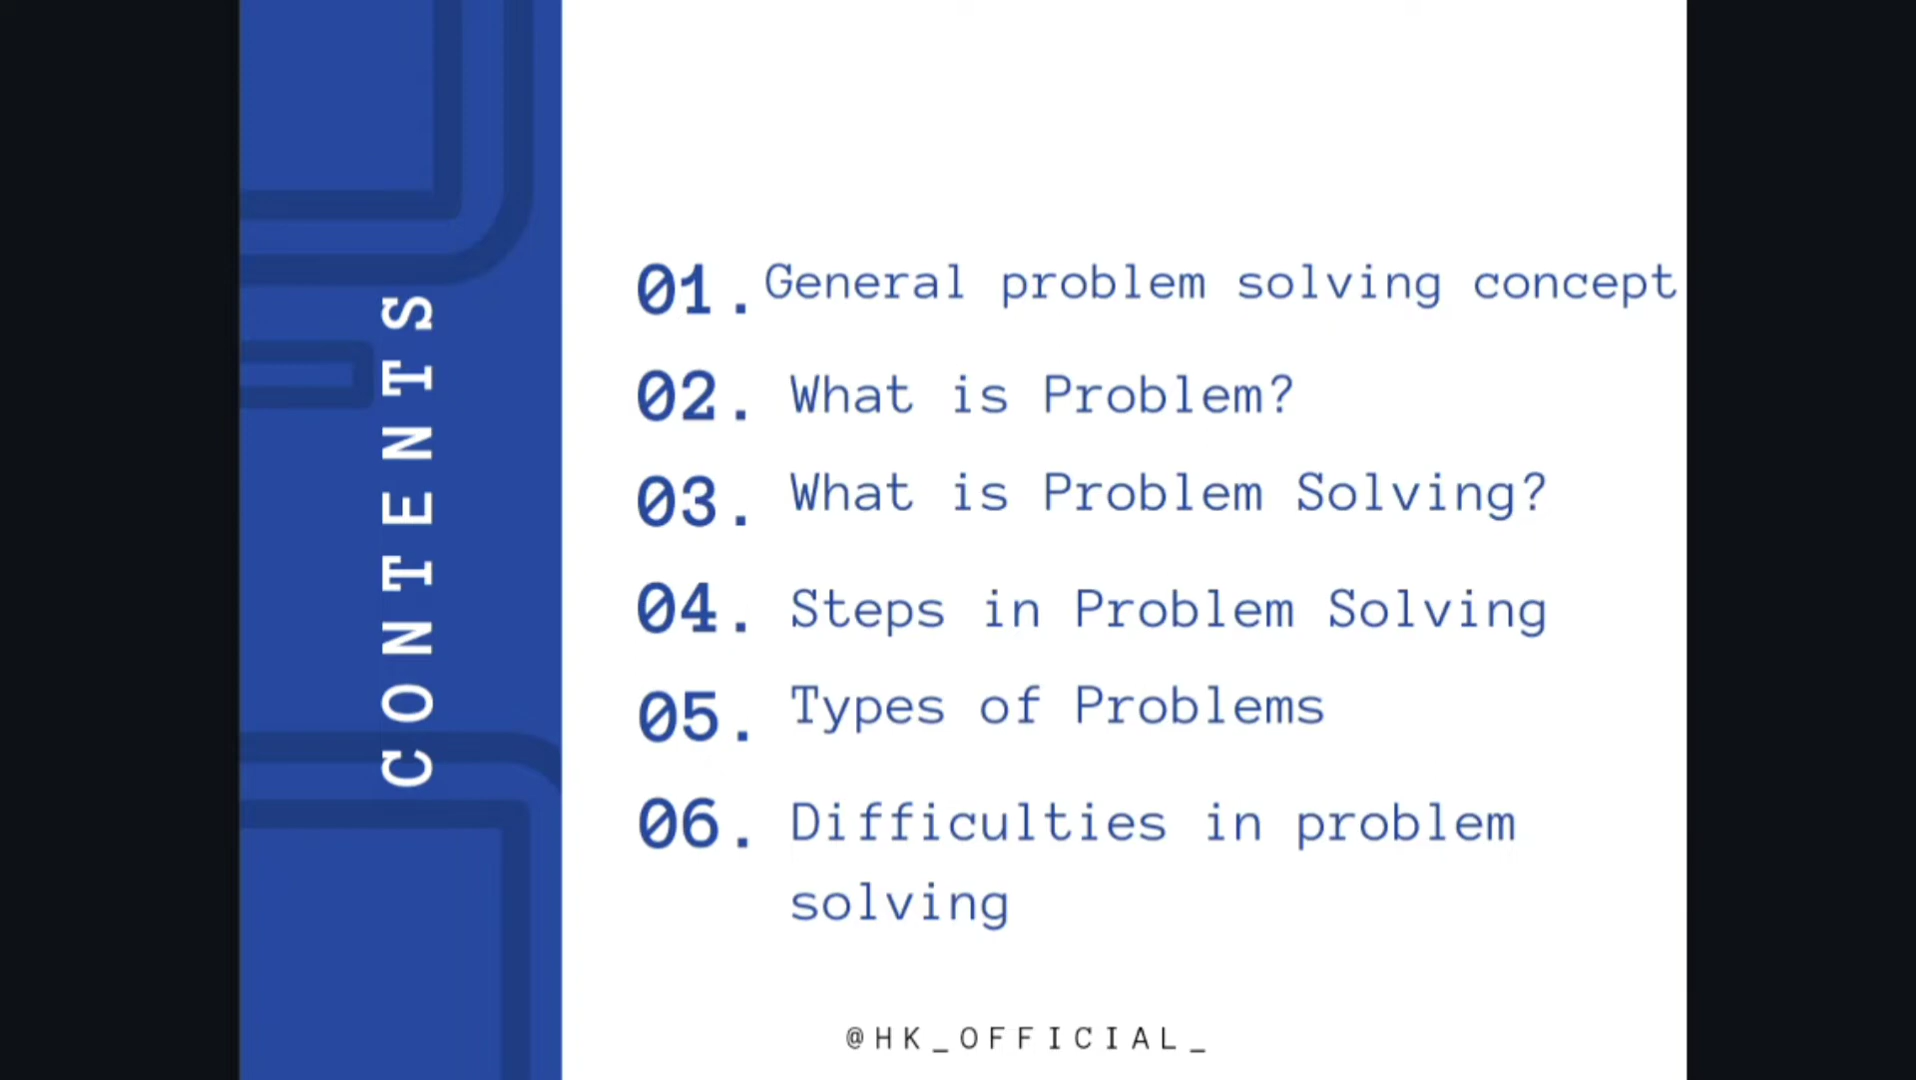 CONTENTS
01. General problem solving concept
02. What is Problem?
03. What is Problem Solving?
04. Steps in Problem Solving
05. Types of Problems
06. Difficulties in problem
solving
@HK_OFFICIAL_